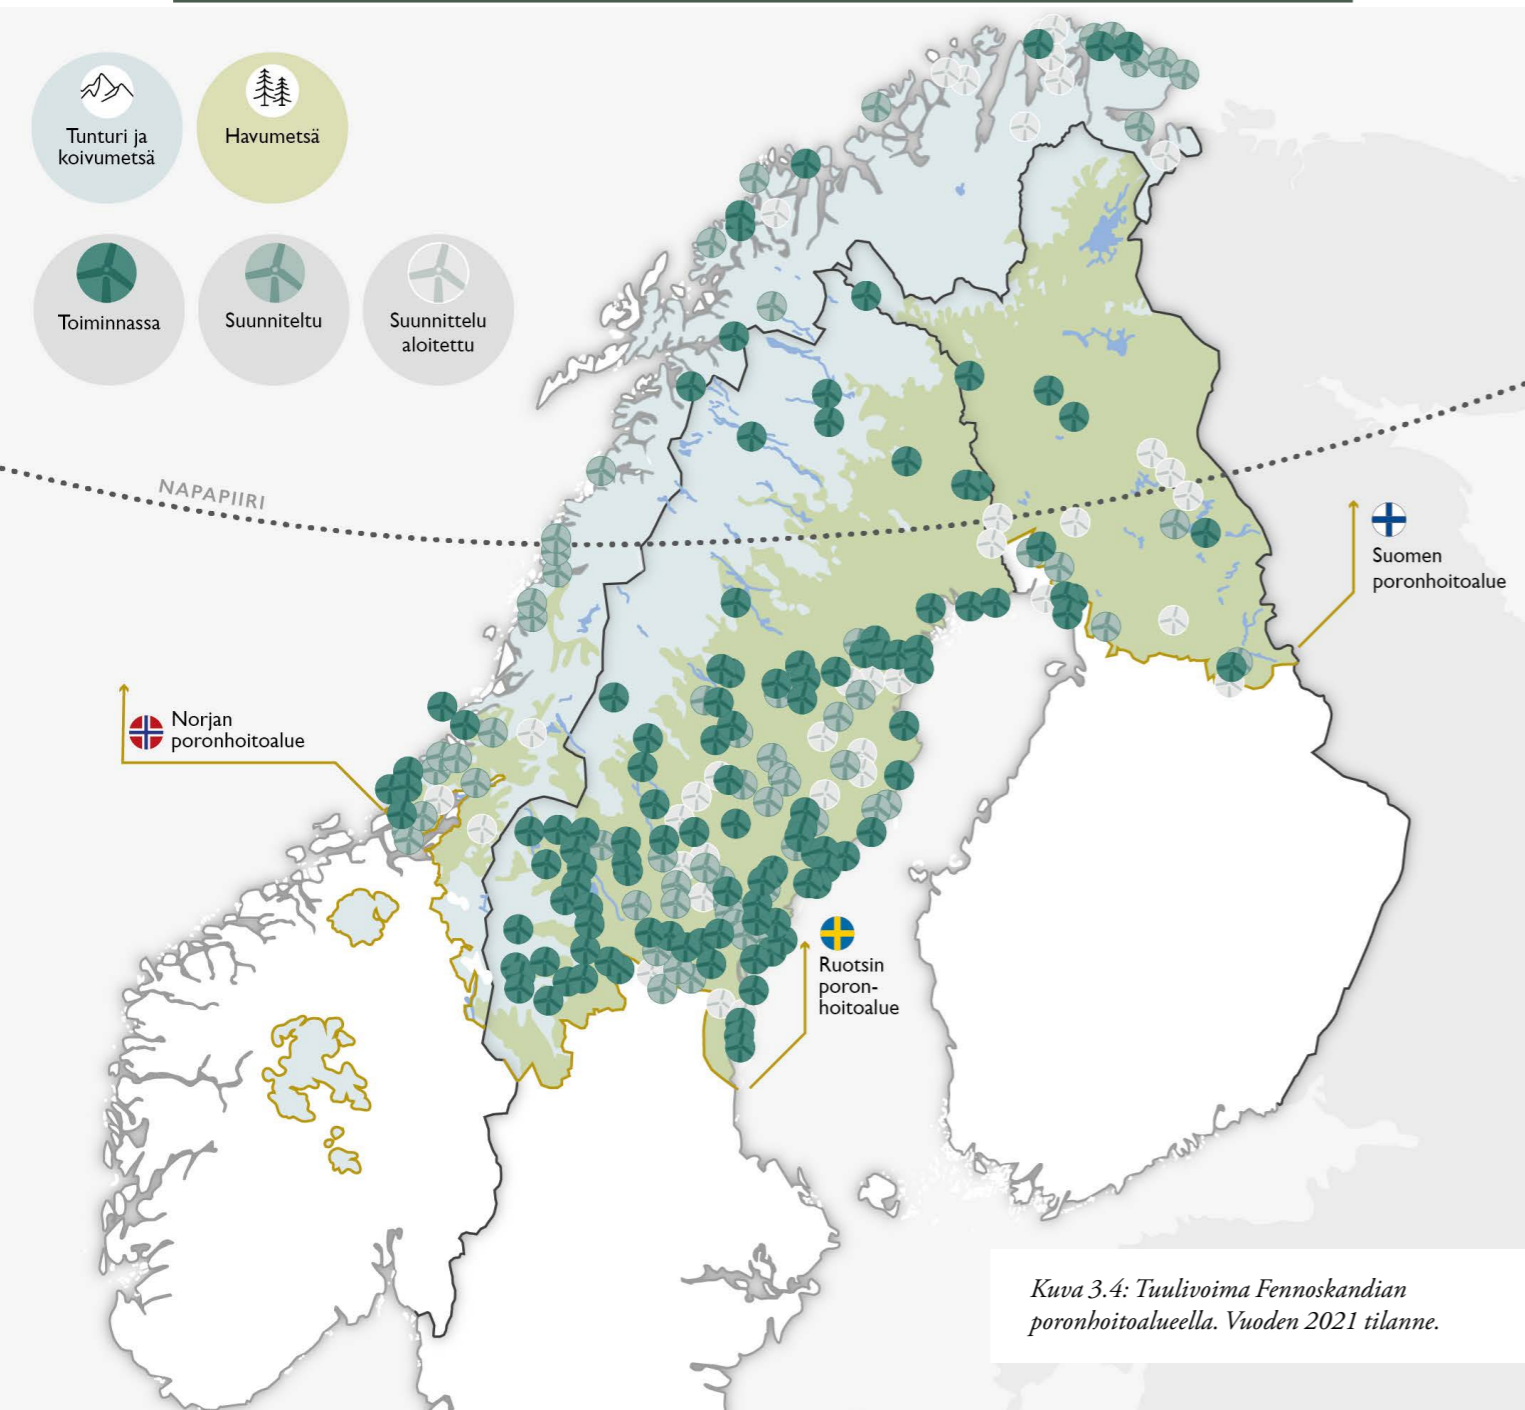 Tunturi ja
koivumetsä
Havumetsä
Toiminnassa
Suunniteltu
Suunnittelu
aloitettu
NAPAPIIRI
Suomen
poronhoitoalue
Norjan
poronhoitoalue
Ruotsin
poron-
hoitoalue
Kuva 3.4: Tuulivoima Fennoskandian
poronhoitoalueella. Vuoden 2021 tilanne.